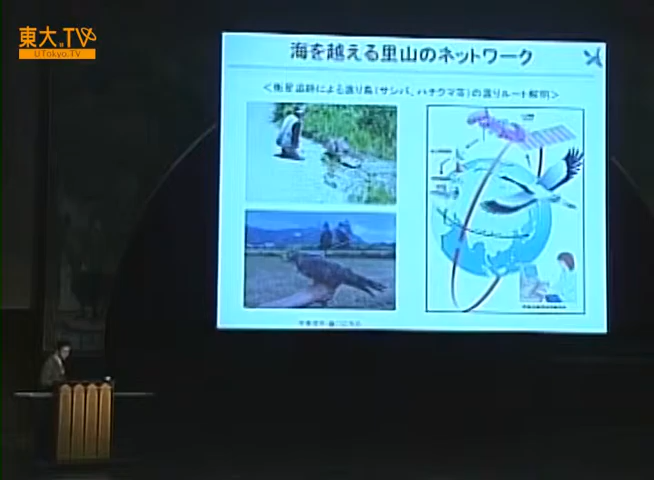 東大.TV
UTokyo.TV
海を越える里山のネットワーク
<衛星追跡による渡り鳥(サシバ、ハチクマ等)の渡りルート解明>